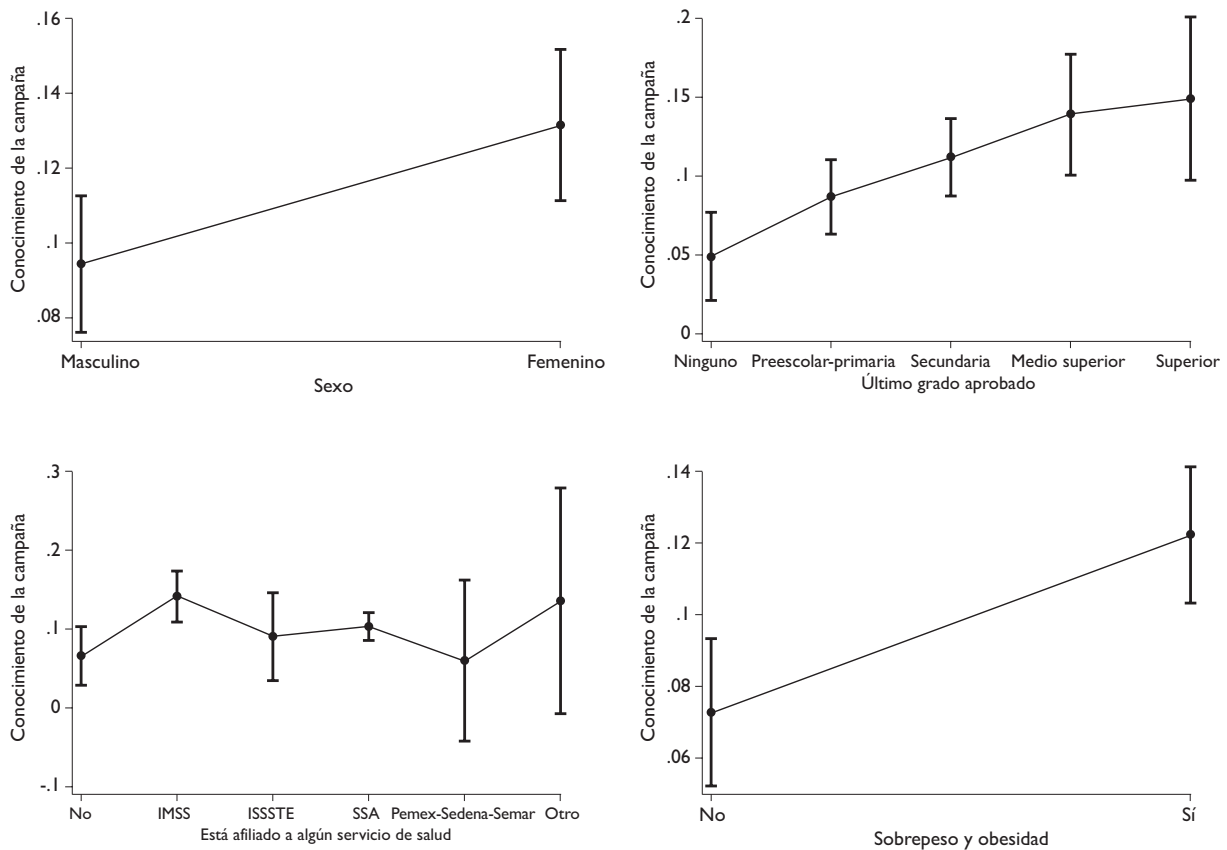 Conocimiento de la campaña
.16
.14
.12
.1
.08
Masculino
Femenino
Sexo
Conocimiento de la campaña
.2
.15
.1
.05
0
Ninguno
Preescolar-primaria
Secundaria
Medio superior
Superior
Último grado aprobado
Conocimiento de la campaña
.3
.2
.1
0
-.1
No
IMSS
ISSSTE
SSA
Pemex-Sedena-Semar
Otro
Está afiliado a algún servicio de salud
Conocimiento de la campaña
.14
.12
.1
.08
.06
No
Sí
Sobrepeso y obesidad